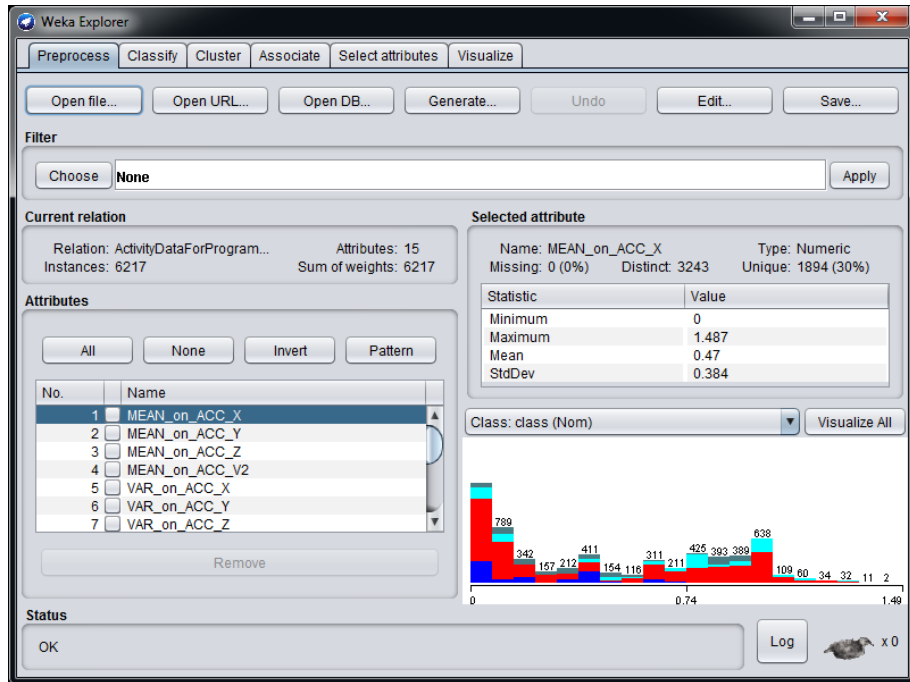 Weka Explorer
Preprocess Classify Cluster Associate Select attributes Visualize
Open file... Open URL... Open DB... Generate... Undo Edit... Save...
Filter
Choose None Apply
Current relation
Relation: ActivityDataForProgram... Attributes: 15
Instances: 6217 Sum of weights: 6217
Selected attribute
Name: MEAN_on_ACC_X Type: Numeric
Missing: 0 (0%) Distinct: 3243 Unique: 1894 (30%)
Statistic Value
Minimum 0
Maximum 1.487
Mean 0.47
StdDev 0.384
Attributes
All None Invert Pattern
No. Name
1 MEAN_on_ACC_X
2 MEAN_on_ACC_Y
3 MEAN_on_ACC_Z
4 MEAN_on_ACC_V2
5 VAR_on_ACC_X
6 VAR_on_ACC_Y
7 VAR_on_ACC_Z
Remove
Class: class (Nom) Visualize All
789 342 157 212 411 154 116 311 211 425 393 389 638 109 60 34 32 11 2
0 0.74 1.49
Status
OK
Log x 0